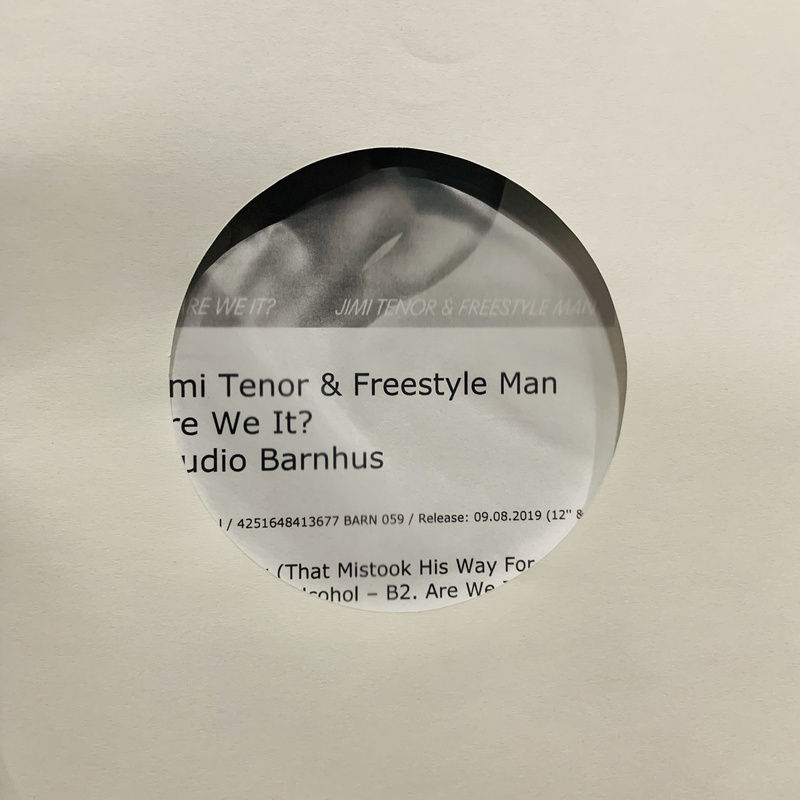 RE WE IT? JIMI TENOR & FREESTYLE MAN
mi Tenor & Freestyle Man
re We It?
udio Barnhus
/ 4251648413677 BARN 059 / Release: 09.08.2019 (12" &
(That Mistook His Way For
cohol – B2. Are We